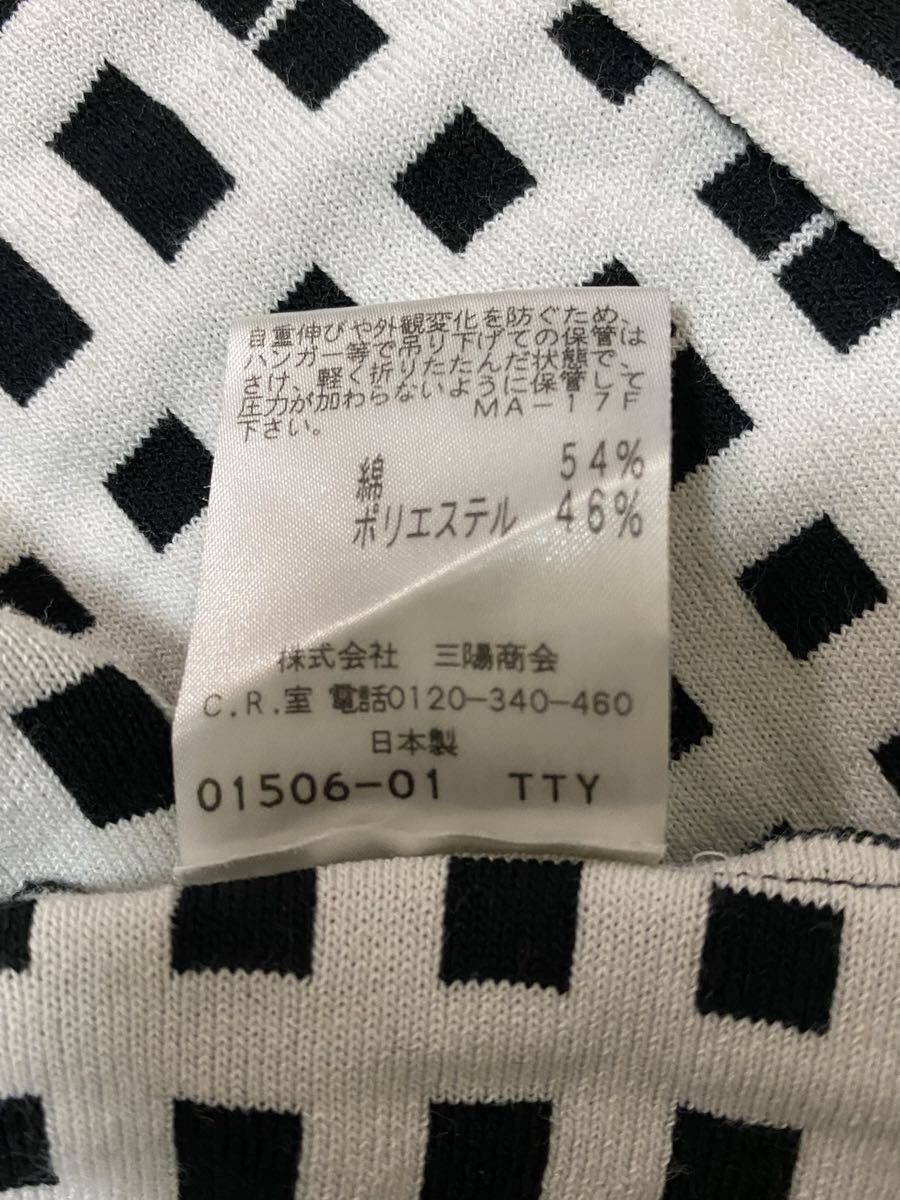 自重伸びや外観変化を防ぐため、
ハンガー等で吊り下げての保管は
さけ、軽く折りたたんだ状態で、
圧力が加わらないように保管して
下さい。 MA-17F
綿 54%
ポリエステル 46%
株式会社 三陽商会
C.R.室 電話0120-340-460
日本製
01506-01 TTY